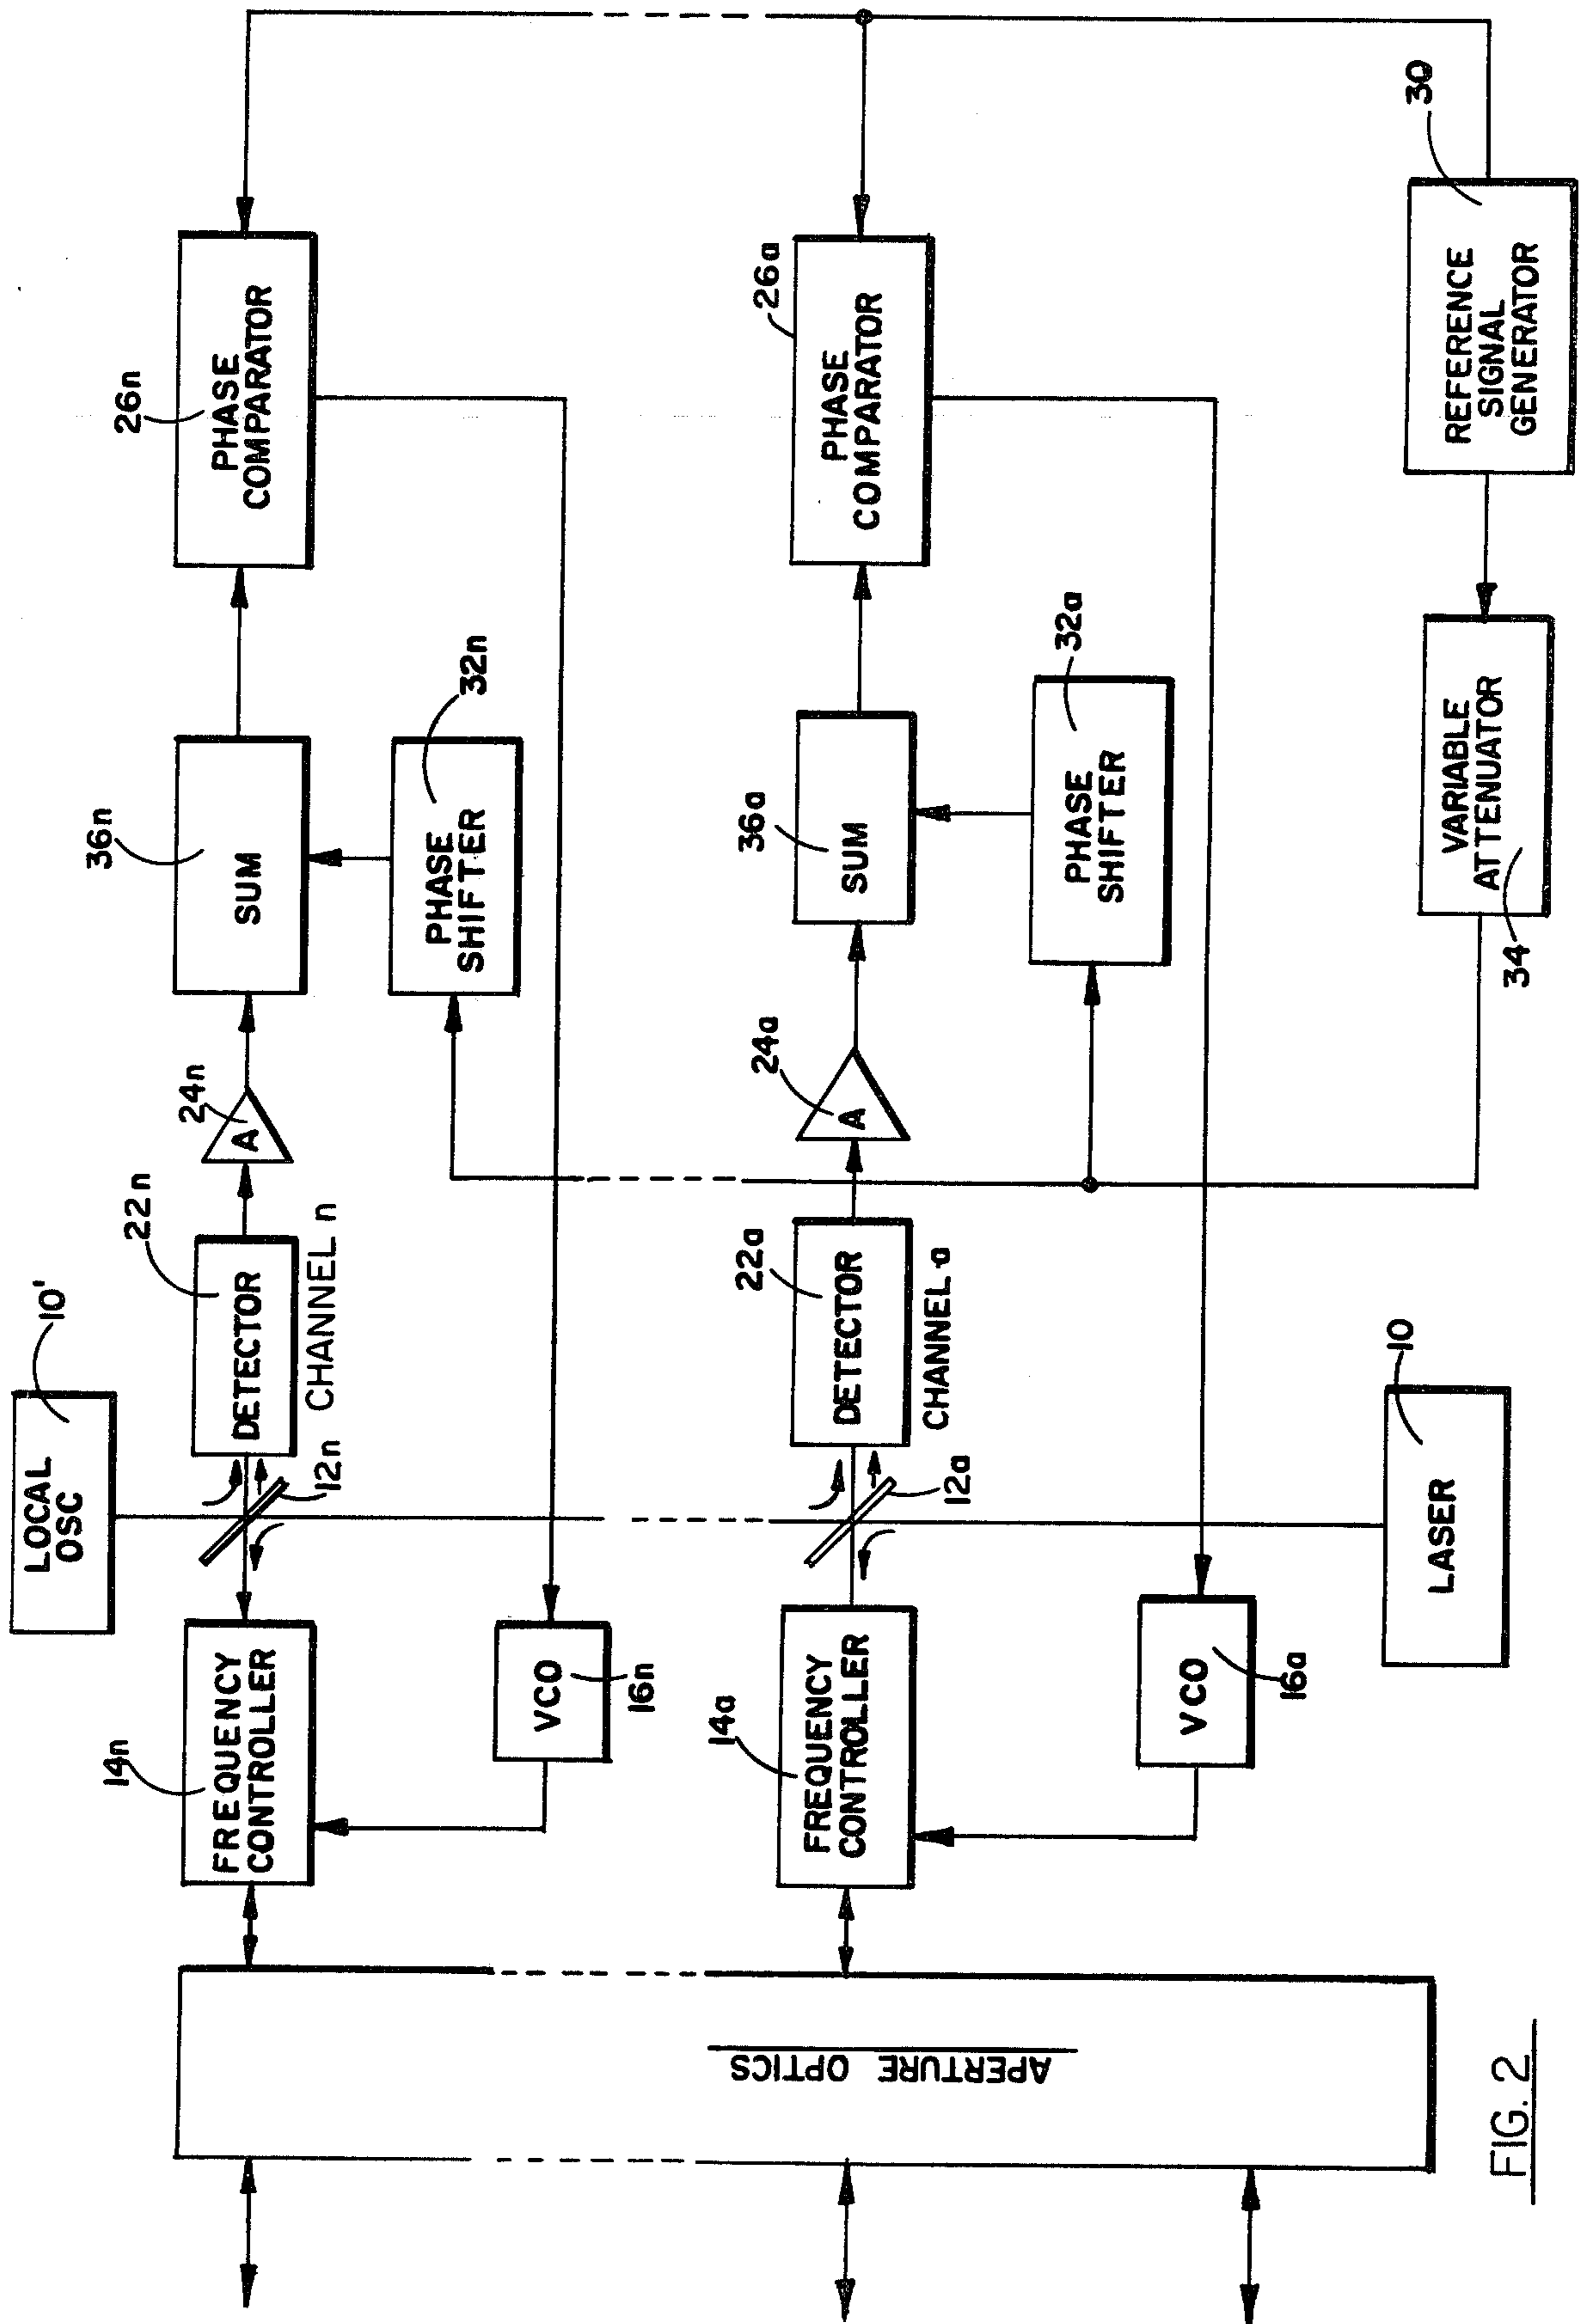 LOCAL
OSC
10'
14n
FREQUENCY
CONTROLLER
12n
22n
DETECTOR
CHANNEL n
24n
A
36n
SUM
26n
PHASE
COMPARATOR
VCO
16n
PHASE
SHIFTER
32n
APERTURE OPTICS
14a
FREQUENCY
CONTROLLER
12a
22a
DETECTOR
CHANNEL a
24a
A
36a
SUM
26a
PHASE
COMPARATOR
VCO
16a
PHASE
SHIFTER
32a
LASER
10
VARIABLE
ATTENUATOR
34
REFERENCE
SIGNAL
GENERATOR
30
FIG. 2